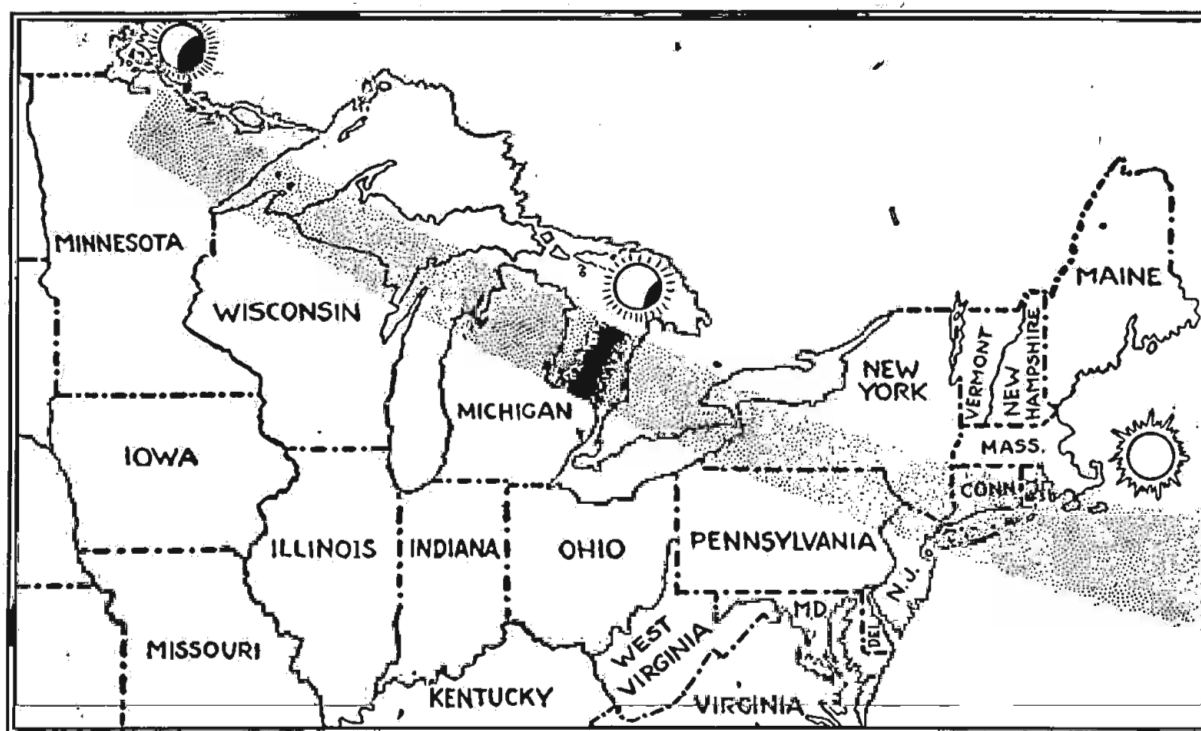 MINNESOTA
WISCONSIN
MICHIGAN
IOWA
ILLINOIS
INDIANA
OHIO
MISSOURI
KENTUCKY
WEST
VIRGINIA
VIRGINIA
PENNSYLVANIA
MD
DEL
N.J.
NEW
YORK
VERMONT
NEW
HAMPSHIRE
MAINE
MASS.
CONN